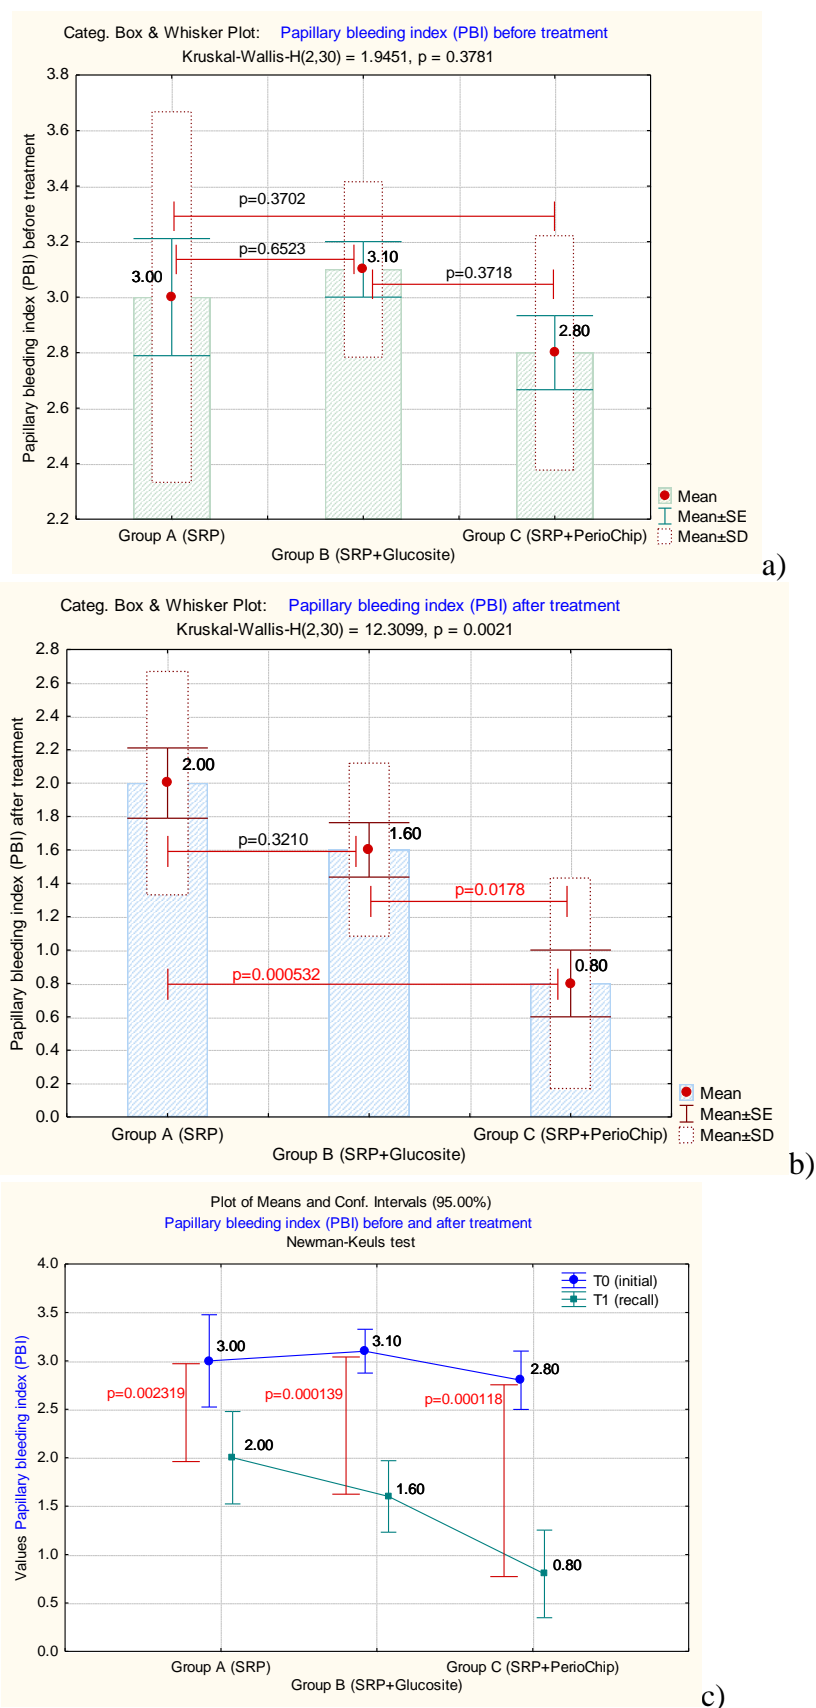 Categ. Box & Whisker Plot: Papillary bleeding index (PBI) before treatment
Kruskal-Wallis-H(2,30) = 1.9451, p = 0.3781
Papillary bleeding index (PBI) before treatment
3.8
3.6
3.4
3.2
3.0
2.8
2.6
2.4
2.2
p=0.3702
p=0.6523
3.10
3.00
p=0.3718
2.80
Group A (SRP)
Group B (SRP+Glucosite)
Group C (SRP+PerioChip)
Mean
Mean±SE
Mean±SD
a)
Categ. Box & Whisker Plot: Papillary bleeding index (PBI) after treatment
Kruskal-Wallis-H(2,30) = 12.3099, p = 0.0021
Papillary bleeding index (PBI) after treatment
2.8
2.6
2.4
2.2
2.0
1.8
1.6
1.4
1.2
1.0
0.8
0.6
0.4
0.2
0.0
2.00
p=0.3210
1.60
p=0.0178
p=0.000532
0.80
Group A (SRP)
Group B (SRP+Glucosite)
Group C (SRP+PerioChip)
Mean
Mean±SE
Mean±SD
b)
Plot of Means and Conf. Intervals (95.00%)
Papillary bleeding index (PBI) before and after treatment
Newman-Keuls test
Values Papillary bleeding index (PBI)
4.0
3.5
3.0
2.5
2.0
1.5
1.0
0.5
0.0
T0 (initial)
T1 (recall)
3.00
3.10
2.80
p=0.002319
p=0.000139
p=0.000118
2.00
1.60
0.80
Group A (SRP)
Group B (SRP+Glucosite)
Group C (SRP+PerioChip)
c)